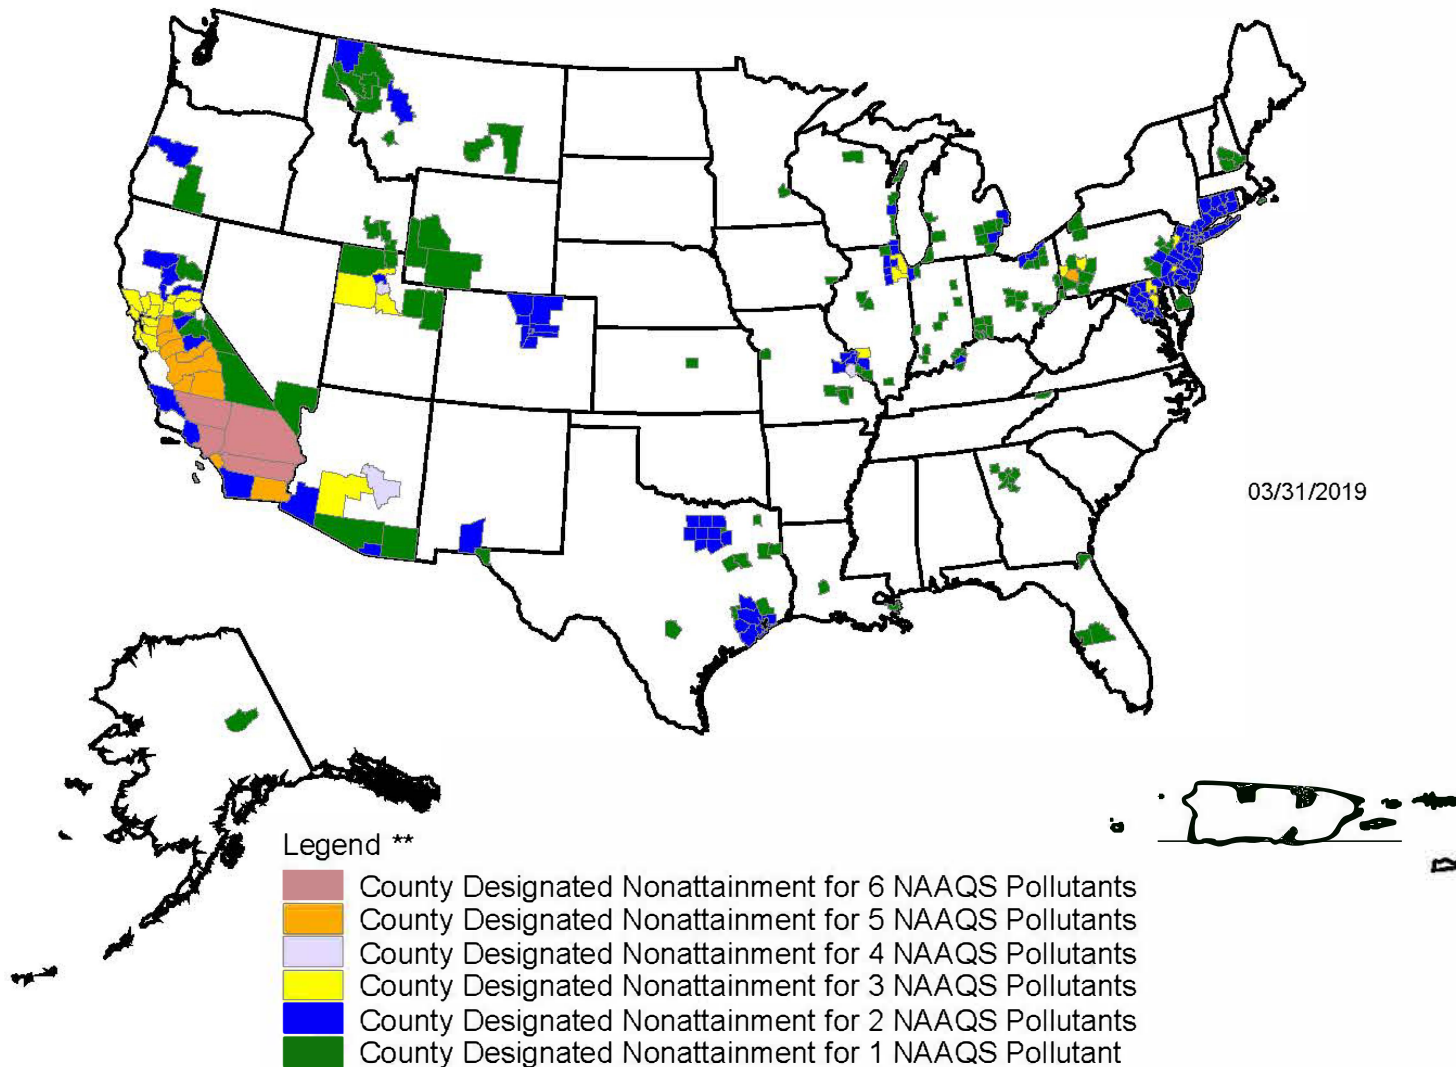 03/31/2019
Legend **
County Designated Nonattainment for 6 NAAQS Pollutants
County Designated Nonattainment for 5 NAAQS Pollutants
County Designated Nonattainment for 4 NAAQS Pollutants
County Designated Nonattainment for 3 NAAQS Pollutants
County Designated Nonattainment for 2 NAAQS Pollutants
County Designated Nonattainment for 1 NAAQS Pollutant